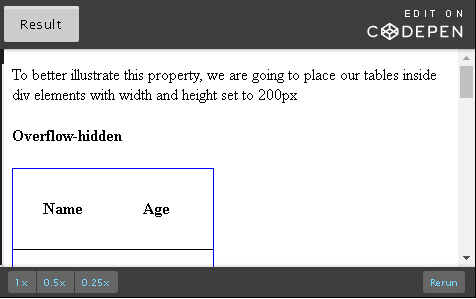 Result
EDIT ON
CODEPEN
To better illustrate this property, we are going to place our tables inside
div elements with width and height set to 200px
Overflow-hidden
Name Age
1× 0.5× 0.25× Rerun